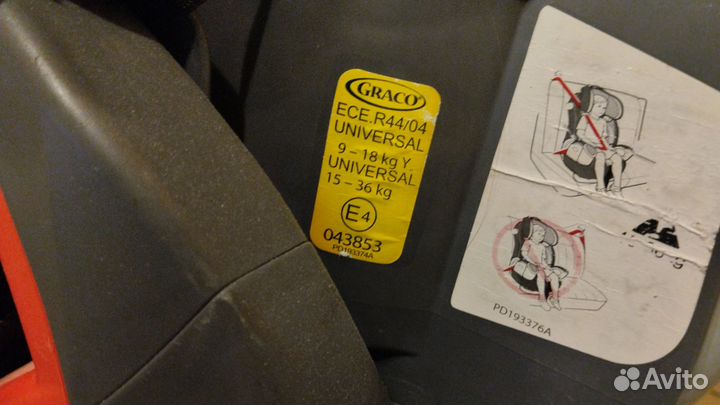 GRACO
ECE.R44/04
UNIVERSAL
9 – 18 kg Y
UNIVERSAL
15 – 36 kg
E4
043853
PD193374A
PD193376A
Avito